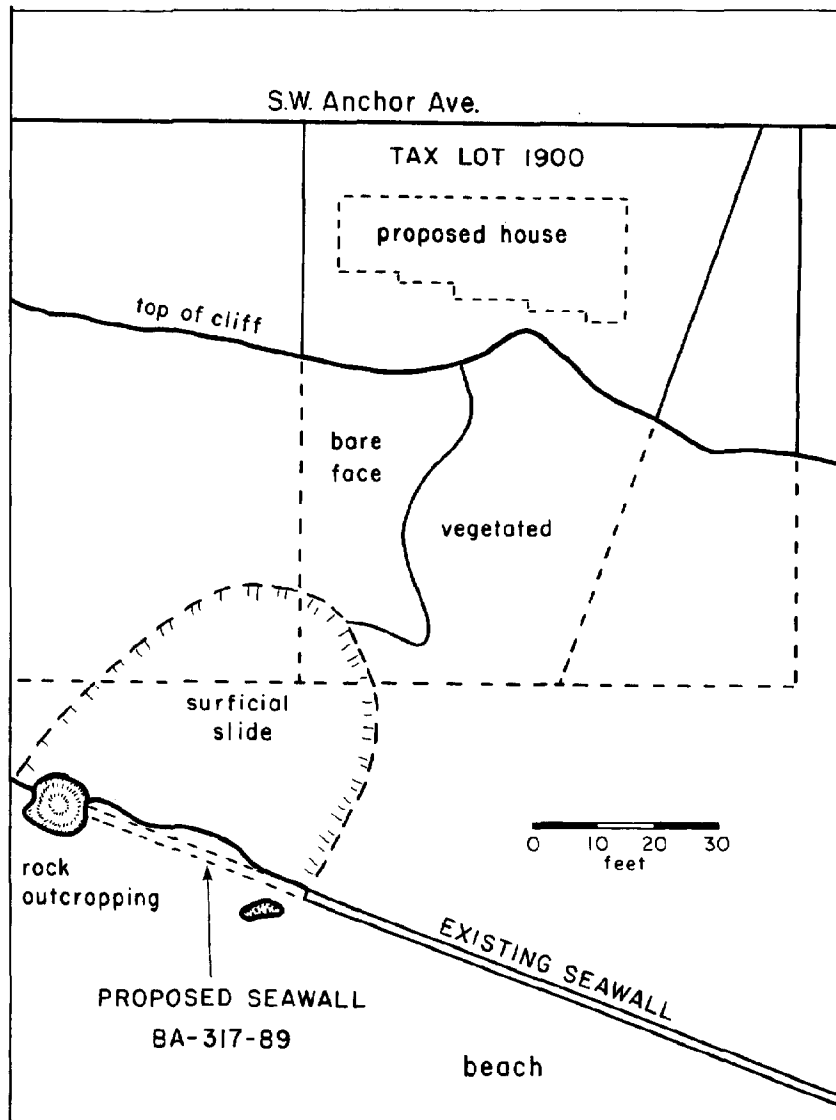 S.W. Anchor Ave.
TAX LOT 1900
proposed house
top of cliff
bare
face
vegetated
surficial
slide
0 10 20 30
feet
rock
outcropping
EXISTING SEAWALL
PROPOSED SEAWALL
BA-317-89
beach